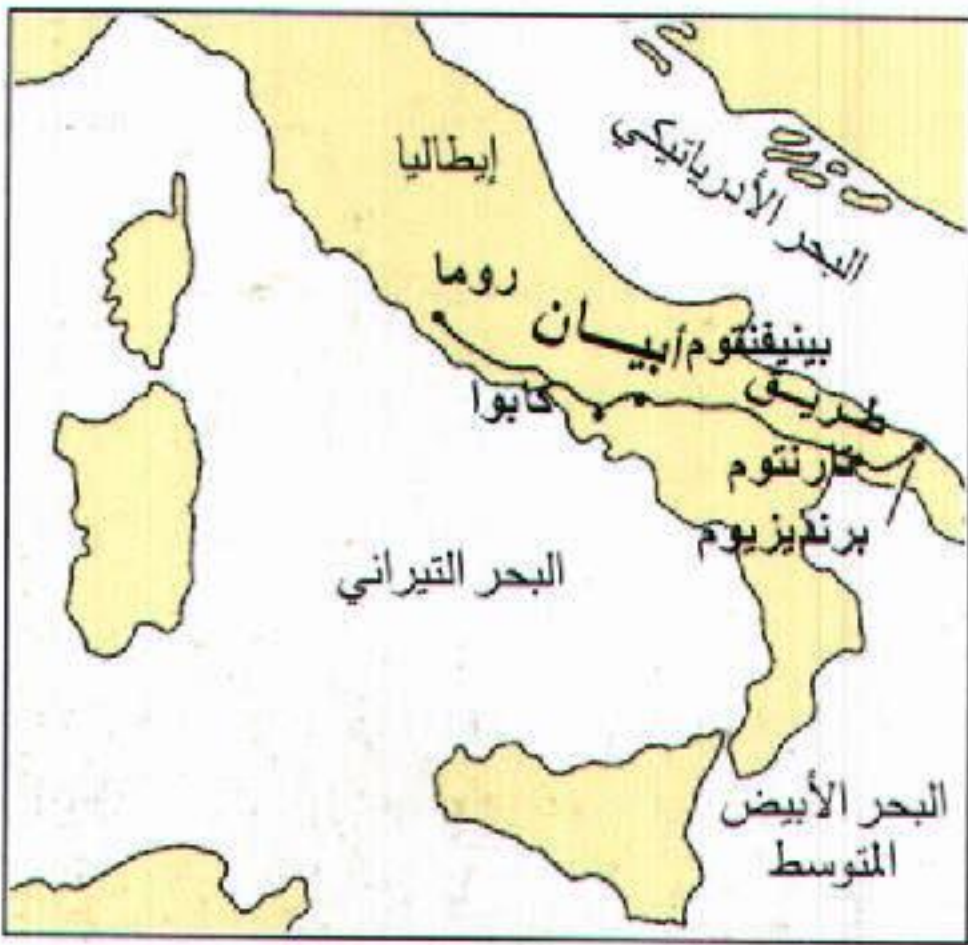 إيطاليا
البحر الأدرياتيكي
روما
طريق أبيان
بينيفنتوم
كابوا
تارنتوم
برنديزيوم
البحر التيراني
البحر الأبيض
المتوسط